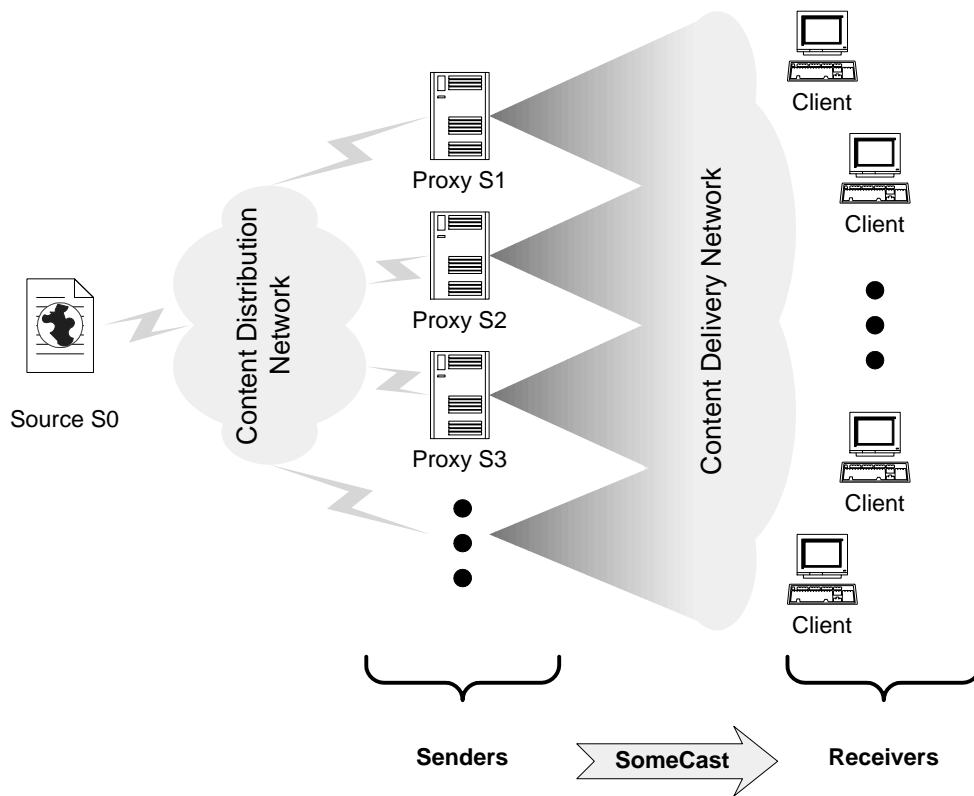 Source S0
Content Distribution
Network
Proxy S1
Proxy S2
Proxy S3
Content Delivery Network
Client
Client
Client
Client
Senders
SomeCast
Receivers